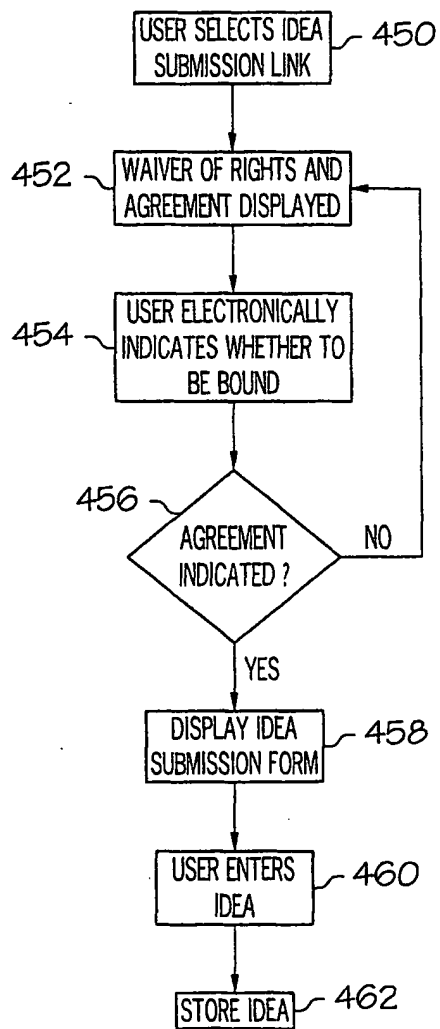 USER SELECTS IDEA
SUBMISSION LINK
450
452
WAIVER OF RIGHTS AND
AGREEMENT DISPLAYED
454
USER ELECTRONICALLY
INDICATES WHETHER TO
BE BOUND
456
AGREEMENT
INDICATED ?
NO
YES
DISPLAY IDEA
SUBMISSION FORM
458
USER ENTERS
IDEA
460
STORE IDEA
462